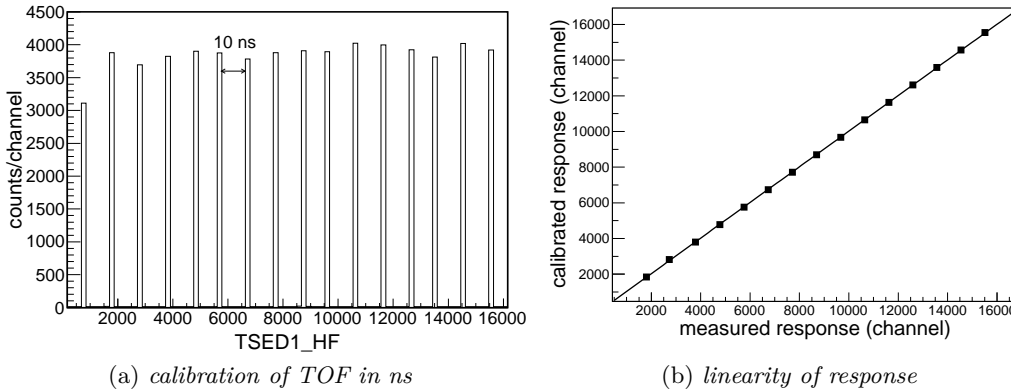 counts/channel
4500
4000
3500
3000
2500
2000
1500
1000
500
0
10 ns
2000 4000 6000 8000 10000 12000 14000 16000
TSED1_HF
(a) calibration of TOF in ns
calibrated response (channel)
16000
14000
12000
10000
8000
6000
4000
2000
2000 4000 6000 8000 10000 12000 14000 16000
measured response (channel)
(b) linearity of response